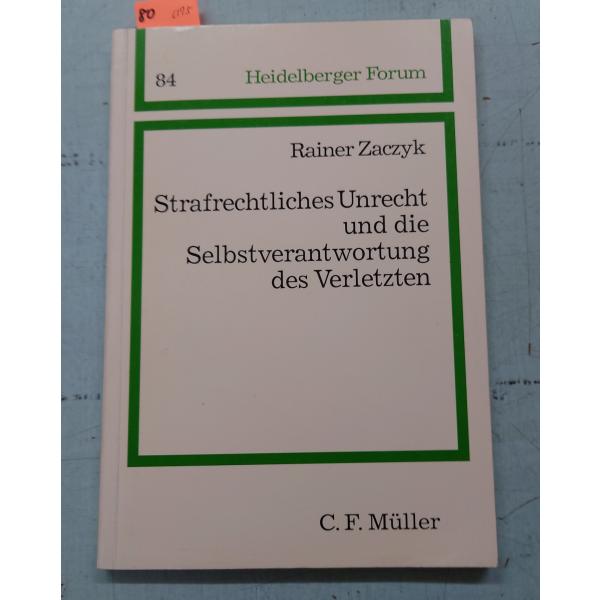 80
84 Heidelberger Forum
Rainer Zaczyk
Strafrechtliches Unrecht
und die
Selbstverantwortung
des Verletzten
C. F. Müller